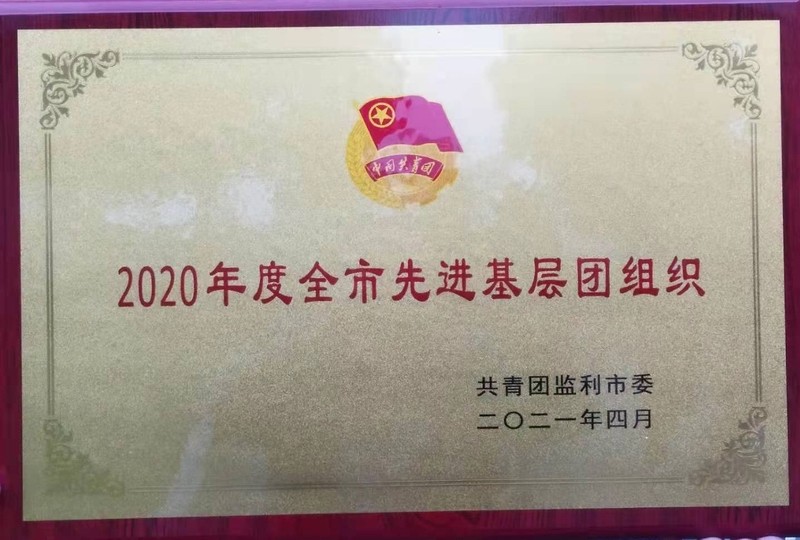 中国共青团
2020年度全市先进基层团组织
共青团监利市委
二〇二一年四月